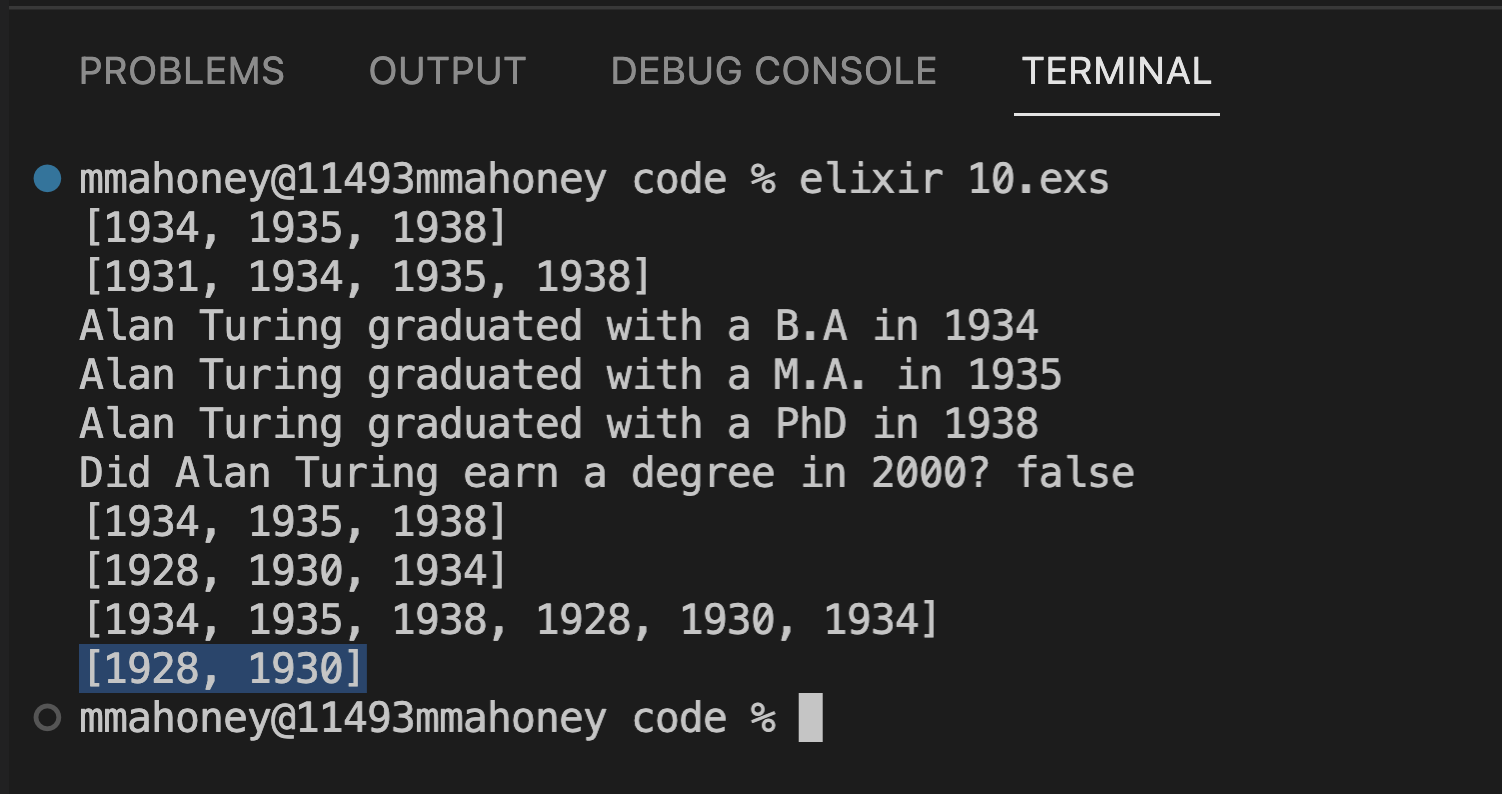 PROBLEMS OUTPUT DEBUG CONSOLE TERMINAL
mmahoney@11493mmahoney code % elixir 10.exs
[1934, 1935, 1938]
[1931, 1934, 1935, 1938]
Alan Turing graduated with a B.A in 1934
Alan Turing graduated with a M.A. in 1935
Alan Turing graduated with a PhD in 1938
Did Alan Turing earn a degree in 2000? false
[1934, 1935, 1938]
[1928, 1930, 1934]
[1934, 1935, 1938, 1928, 1930, 1934]
[1928, 1930]
mmahoney@11493mmahoney code %